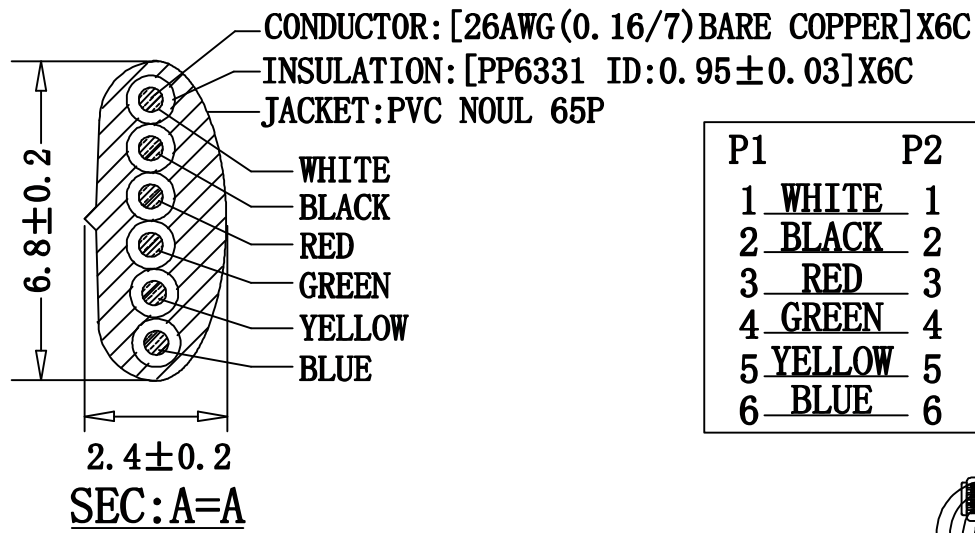 CONDUCTOR:[26AWG(0.16/7)BARE COPPER]X6C
INSULATION:[PP6331 ID:0.95±0.03]X6C
JACKET:PVC NOUL 65P
WHITE
BLACK
RED
GREEN
YELLOW
BLUE
6.8±0.2
2.4±0.2
SEC:A=A
P1 P2
1 WHITE 1
2 BLACK 2
3 RED 3
4 GREEN 4
5 YELLOW 5
6 BLUE 6